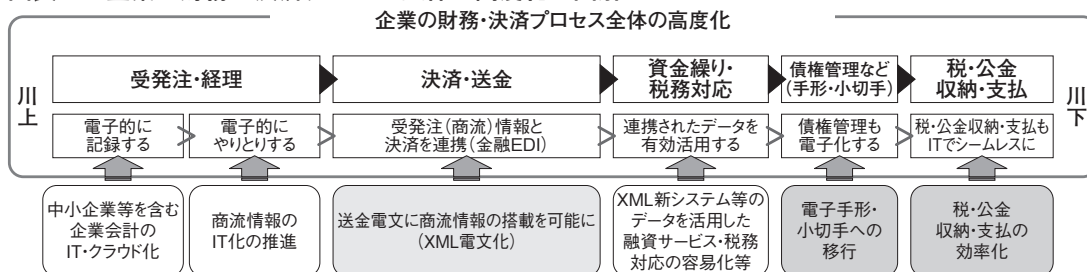 企業の財務・決済プロセス全体の高度化
川上
受発注・経理
決済・送金
資金繰り・
税務対応
債権管理など
(手形・小切手)
税・公金
収納・支払
川下
電子的に
記録する
電子的に
やりとりする
受発注(商流)情報と
決済を連携(金融EDI)
連携されたデータを
有効活用する
債権管理も
電子化する
税・公金収納・支払も
ITでシームレスに
中小企業等を含む
企業会計の
IT・クラウド化
商流情報の
IT化の推進
送金電文に商流情報の搭載を可能に
(XML電文化)
XML新システム等の
データを活用した
融資サービス・税務
対応の容易化等
電子手形・
小切手への
移行
税・公金
収納・支払の
効率化